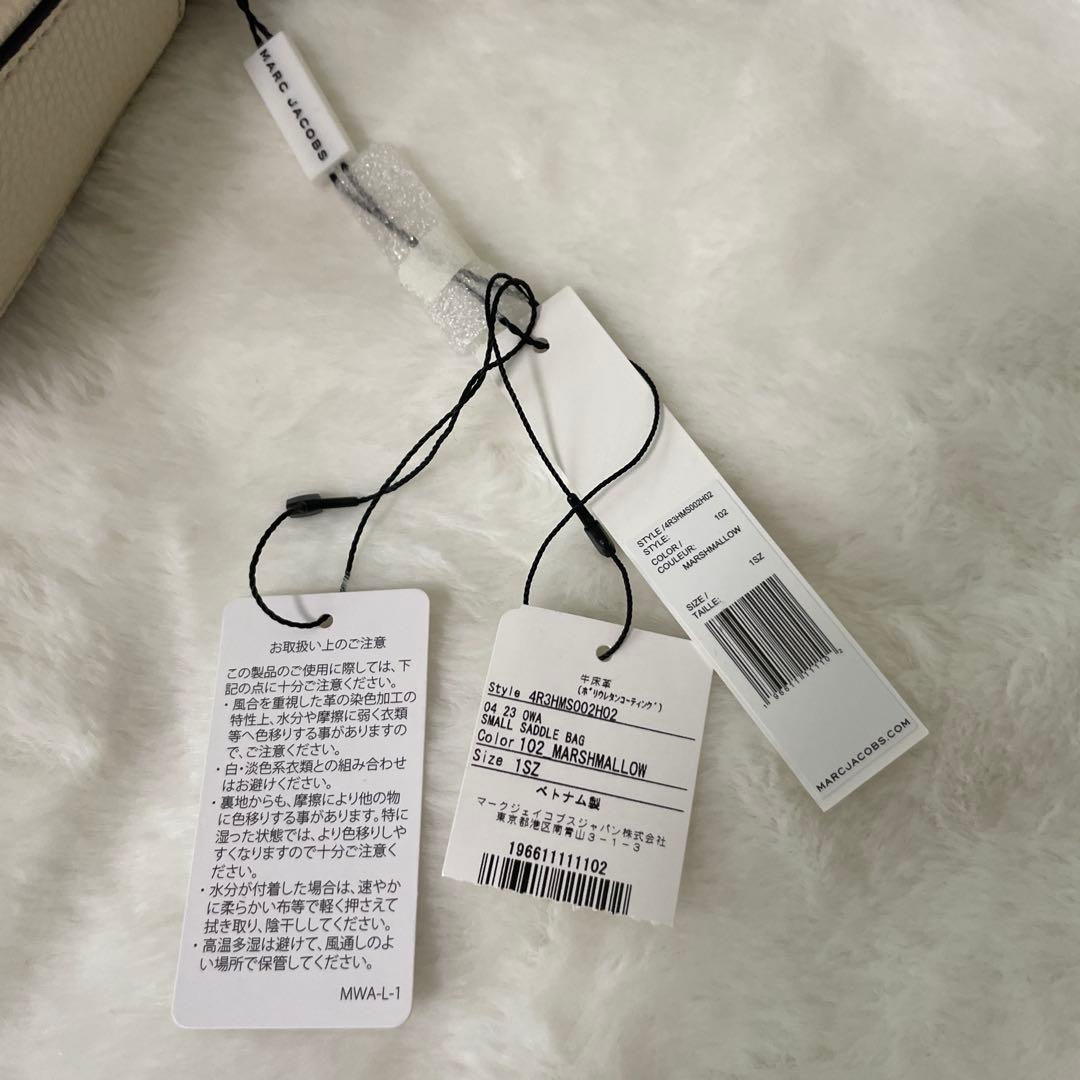 MARC JACOBS
STYLE / 4R3HMS002H02
STYLE:
102
COLOR /
COULEUR:
MARSHMALLOW
1SZ
SIZE /
TAILLE:
MARCJACOBS.COM
牛床革
(ポリウレタンコーティング)
Style 4R3HMS002H02
04 23 OWA
SMALL SADDLE BAG
Color 102 MARSHMALLOW
Size 1SZ
ベトナム製
マークジェイコブスジャパン株式会社
東京都港区南青山3-1-3
196611111102
お取扱い上のご注意
この製品のご使用に際しては、下
記の点に十分ご注意ください。
・風合を重視した革の染色加工の
特性上、水分や摩擦に弱く衣類
等へ色移りする事がありますの
で、ご注意ください。
・白・淡色系衣類との組み合わせ
はお避けください。
・裏地からも、摩擦により他の物
に色移りする事があります。特に
湿った状態では、より色移りしや
すくなりますので十分ご注意く
ださい。
・水分が付着した場合は、速やか
に柔らかい布等で軽く押さえて
拭き取り、陰干ししてください。
・高温多湿は避けて、風通しのよ
い場所で保管してください。
MWA-L-1